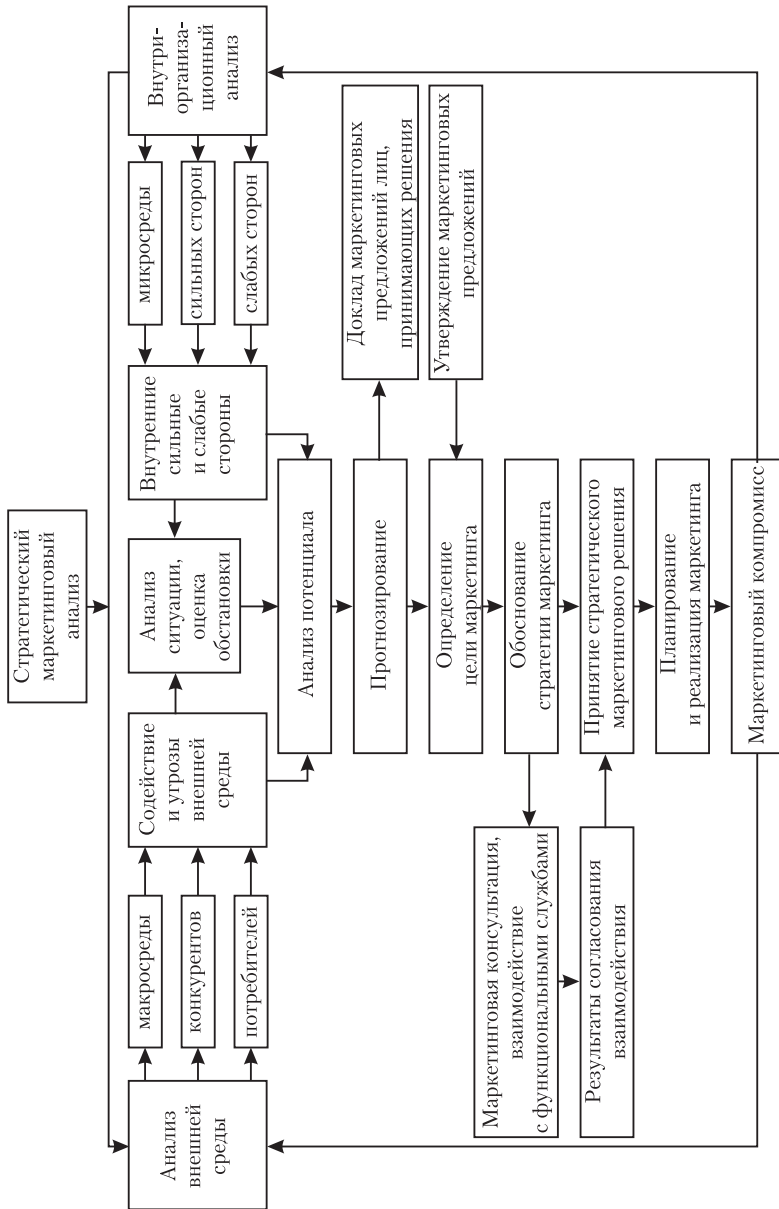 Стратегический
маркетинговый
анализ
Анализ
внешней
среды
макросреды
конкурентов
потребителей
Содействие
и угрозы
внешней
среды
Анализ
ситуации,
оценка
обстановки
Внутренние
сильные
и слабые
стороны
микросреды
сильных сторон
слабых сторон
Внутри-
организа-
ционный
анализ
Анализ потенциала
Прогнозирование
Доклад маркетинговых
предложений лиц,
принимающих решения
Определение
цели маркетинга
Утверждение маркетинговых
предложений
Обоснование
стратегии маркетинга
Маркетинговая консультация,
взаимодействие
с функциональными службами
Результаты согласования
взаимодействия
Принятие стратегического
маркетингового решения
Планирование
и реализация маркетинга
Маркетинговый компромисс